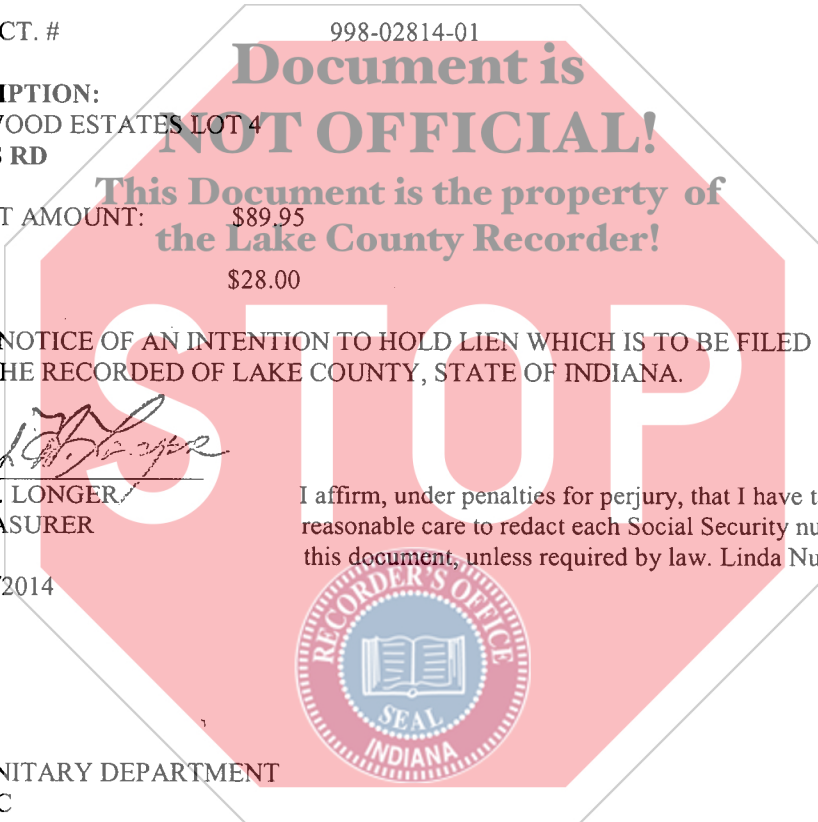 CT. # 998-02814-01
Document is
IPTION:
WOOD ESTATES LOT 4
NOT OFFICIAL!
S RD
This Document is the property of
T AMOUNT: $89.95
the Lake County Recorder!
$28.00
NOTICE OF AN INTENTION TO HOLD LIEN WHICH IS TO BE FILED
HE RECORDED OF LAKE COUNTY, STATE OF INDIANA.
STOP
. LONGER
I affirm, under penalties for perjury, that I have t
ASURER
reasonable care to redact each Social Security nu
this document, unless required by law. Linda Nu
/2014
RECORDER'S OFFICE
SEAL
INDIANA
NITARY DEPARTMENT
C